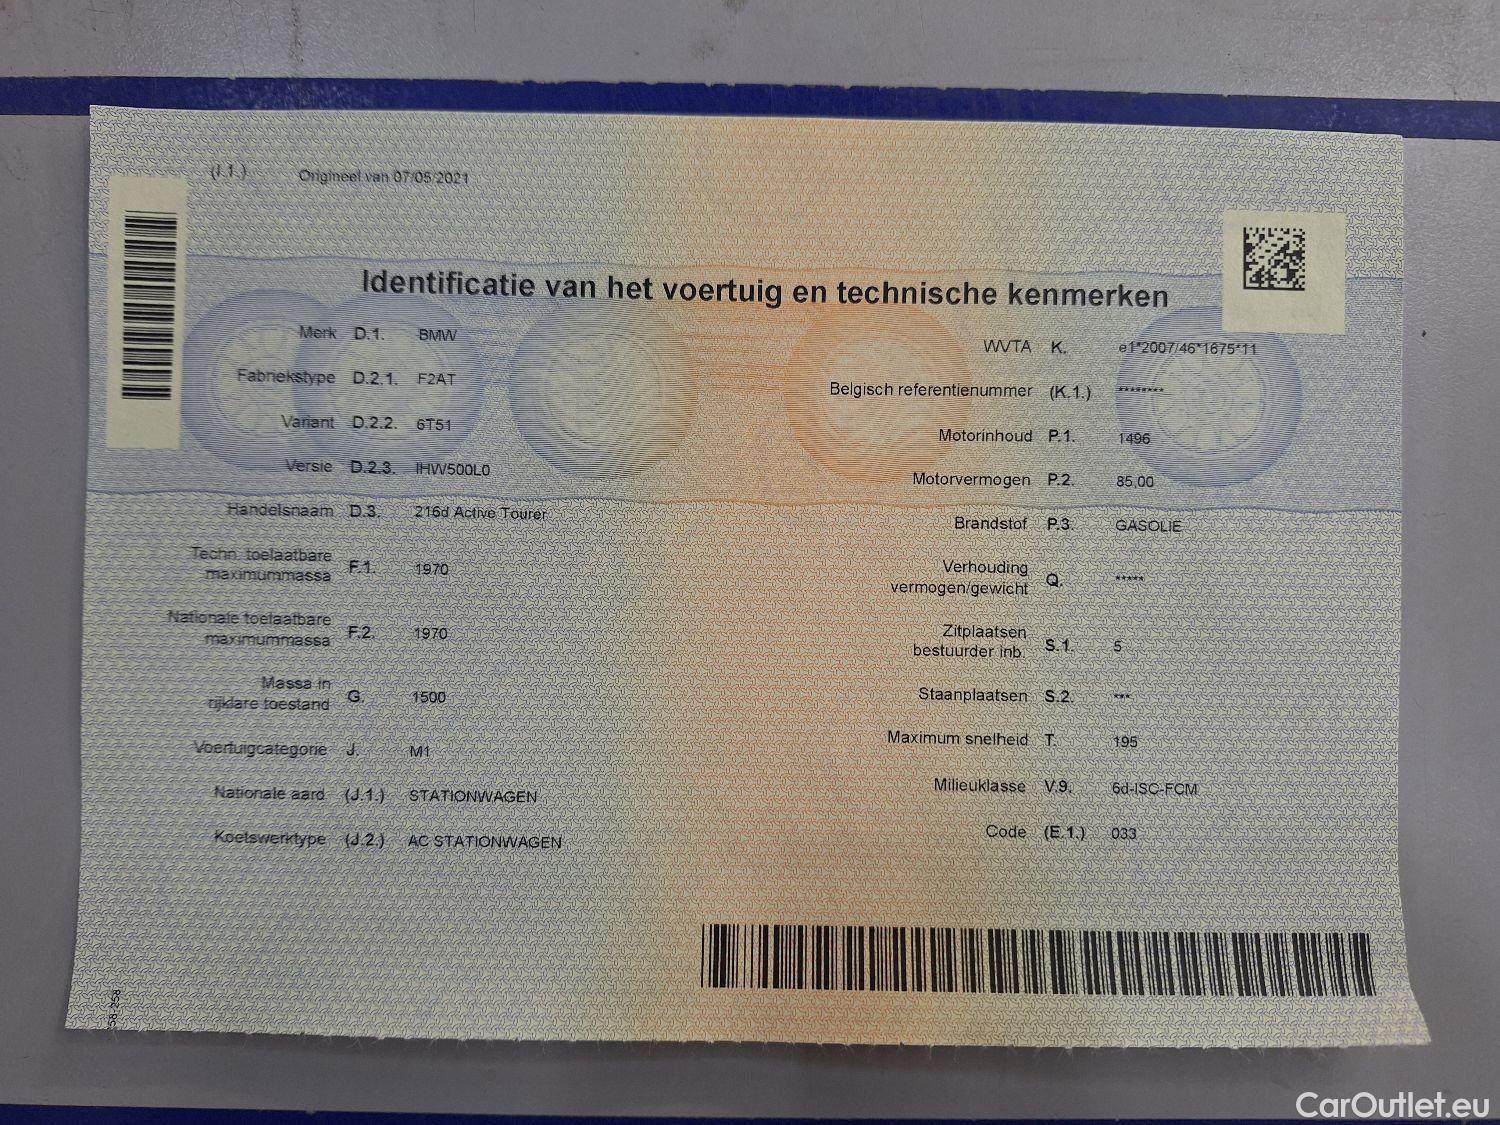 (I.1.) Origineel van 07/05/2021
Identificatie van het voertuig en technische kenmerken
Merk D.1. BMW
Fabriekstype D.2.1. F2AT
Variant D.2.2. 6T51
Versie D.2.3. IHW500L0
Handelsnaam D.3. 216d Active Tourer
Techn. toelaatbare
maximummassa F.1. 1970
Nationale toelaatbare
maximummassa F.2. 1970
Massa in
rijklare toestand G. 1500
Voertuigcategorie J. M1
Nationale aard (J.1.) STATIONWAGEN
Koetswerktype (J.2.) AC STATIONWAGEN
WVTA K. e1*2007/46*1675*11
Belgisch referentienummer (K.1.) ********
Motorinhoud P.1. 1496
Motorvermogen P.2. 85,00
Brandstof P.3. GASOLIE
Verhouding
vermogen/gewicht Q. *****
Zitplaatsen
bestuurder inb. S.1. 5
Staanplaatsen S.2. ***
Maximum snelheid T. 195
Milieuklasse V.9. 6d-ISC-FCM
Code (E.1.) 033
58-258
CarOutlet.eu